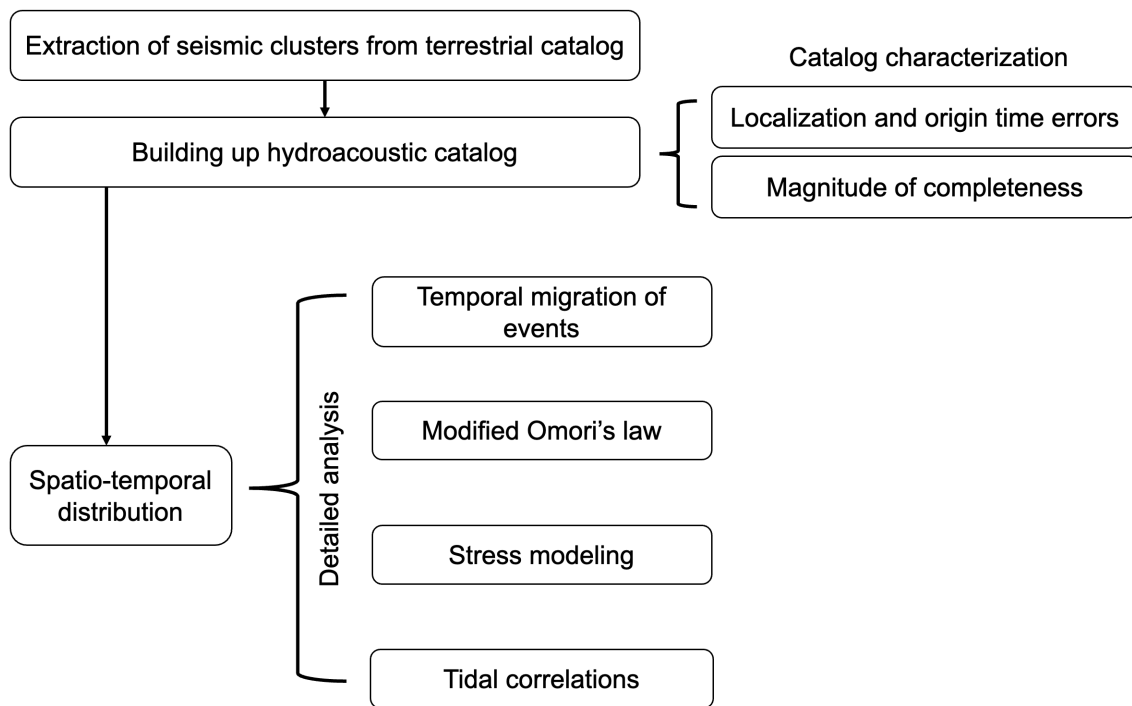 Extraction of seismic clusters from terrestrial catalog
Catalog characterization
Localization and origin time errors
Building up hydroacoustic catalog
Magnitude of completeness
Temporal migration of
events
Modified Omori's law
Detailed analysis
Spatio-temporal
distribution
Stress modeling
Tidal correlations